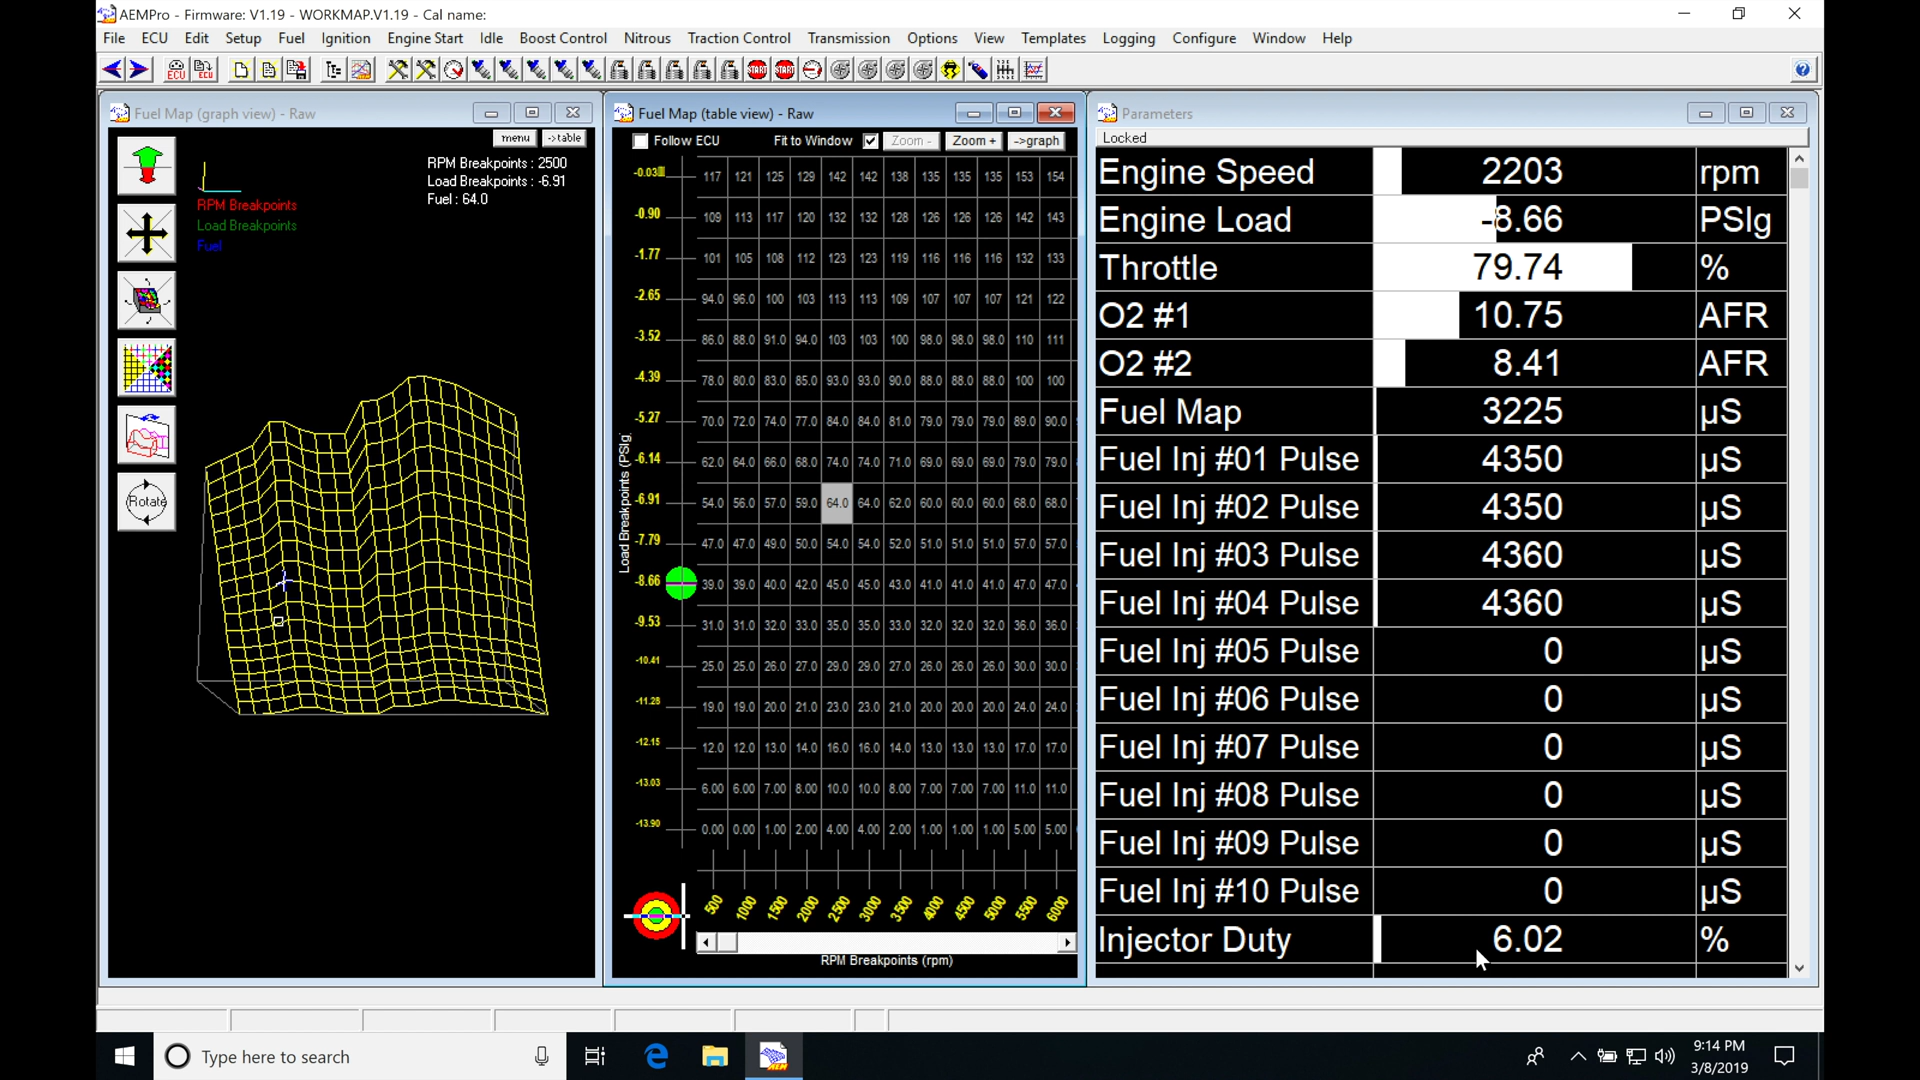 AEMPro - Firmware: V1.19 - WORKMAP.V1.19 - Cal name:
File ECU Edit Setup Fuel Ignition Engine Start Idle Boost Control Nitrous Traction Control Transmission Options View Templates Logging Configure Window Help
Fuel Map (graph view) - Raw
menu ->table
RPM Breakpoints : 2500
Load Breakpoints : -6.91
Fuel : 64.0
RPM Breakpoints
Load Breakpoints
Fuel
Rotate
Fuel Map (table view) - Raw
Follow ECU Fit to Window Zoom - Zoom + ->graph
Load Breakpoints (PSIg)
-0.03 117 121 125 129 142 142 138 135 135 135 153 154
-0.90 109 113 117 120 132 132 128 126 126 126 142 143
-1.77 101 105 108 112 123 123 119 116 116 116 132 133
-2.65 94.0 96.0 100 103 113 113 109 107 107 107 121 122
-3.52 86.0 88.0 91.0 94.0 103 103 100 98.0 98.0 98.0 110 111
-4.39 78.0 80.0 83.0 85.0 93.0 93.0 90.0 88.0 88.0 88.0 100 100
-5.27 70.0 72.0 74.0 77.0 84.0 84.0 81.0 79.0 79.0 79.0 89.0 90.0
-6.14 62.0 64.0 66.0 68.0 74.0 74.0 71.0 69.0 69.0 69.0 79.0 79.0
-6.91 54.0 56.0 57.0 59.0 64.0 64.0 62.0 60.0 60.0 60.0 68.0 68.0
-7.79 47.0 47.0 49.0 50.0 54.0 54.0 52.0 51.0 51.0 51.0 57.0 57.0
-8.66 39.0 39.0 40.0 42.0 45.0 45.0 43.0 41.0 41.0 41.0 47.0 47.0
-9.53 31.0 31.0 32.0 33.0 35.0 35.0 33.0 32.0 32.0 32.0 36.0 36.0
-10.41 25.0 25.0 26.0 27.0 29.0 29.0 27.0 26.0 26.0 26.0 30.0 30.0
-11.28 19.0 19.0 20.0 21.0 23.0 23.0 21.0 20.0 20.0 20.0 24.0 24.0
-12.15 12.0 12.0 13.0 14.0 16.0 16.0 14.0 13.0 13.0 13.0 17.0 17.0
-13.03 6.00 6.00 7.00 8.00 10.0 10.0 8.00 7.00 7.00 7.00 11.0 11.0
-13.90 0.00 0.00 1.00 2.00 4.00 4.00 2.00 1.00 1.00 1.00 5.00 5.00
500 1000 1500 2000 2500 3000 3500 4000 4500 5000 5500 6000
RPM Breakpoints (rpm)
Parameters
Locked
Engine Speed 2203 rpm
Engine Load -8.66 PSIg
Throttle 79.74 %
O2 #1 10.75 AFR
O2 #2 8.41 AFR
Fuel Map 3225 µS
Fuel Inj #01 Pulse 4350 µS
Fuel Inj #02 Pulse 4350 µS
Fuel Inj #03 Pulse 4360 µS
Fuel Inj #04 Pulse 4360 µS
Fuel Inj #05 Pulse 0 µS
Fuel Inj #06 Pulse 0 µS
Fuel Inj #07 Pulse 0 µS
Fuel Inj #08 Pulse 0 µS
Fuel Inj #09 Pulse 0 µS
Fuel Inj #10 Pulse 0 µS
Injector Duty 6.02 %
Type here to search
9:14 PM
3/8/2019